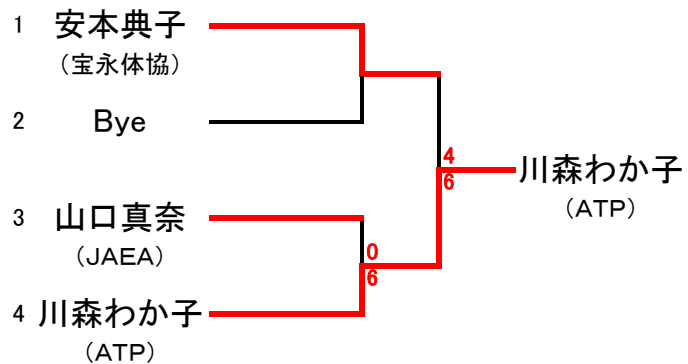 1 安本典子
（宝永体協）
2 Bye
4
6
川森わか子
（ATP）
3 山口真奈
（JAEA）
0
6
4 川森わか子
（ATP）